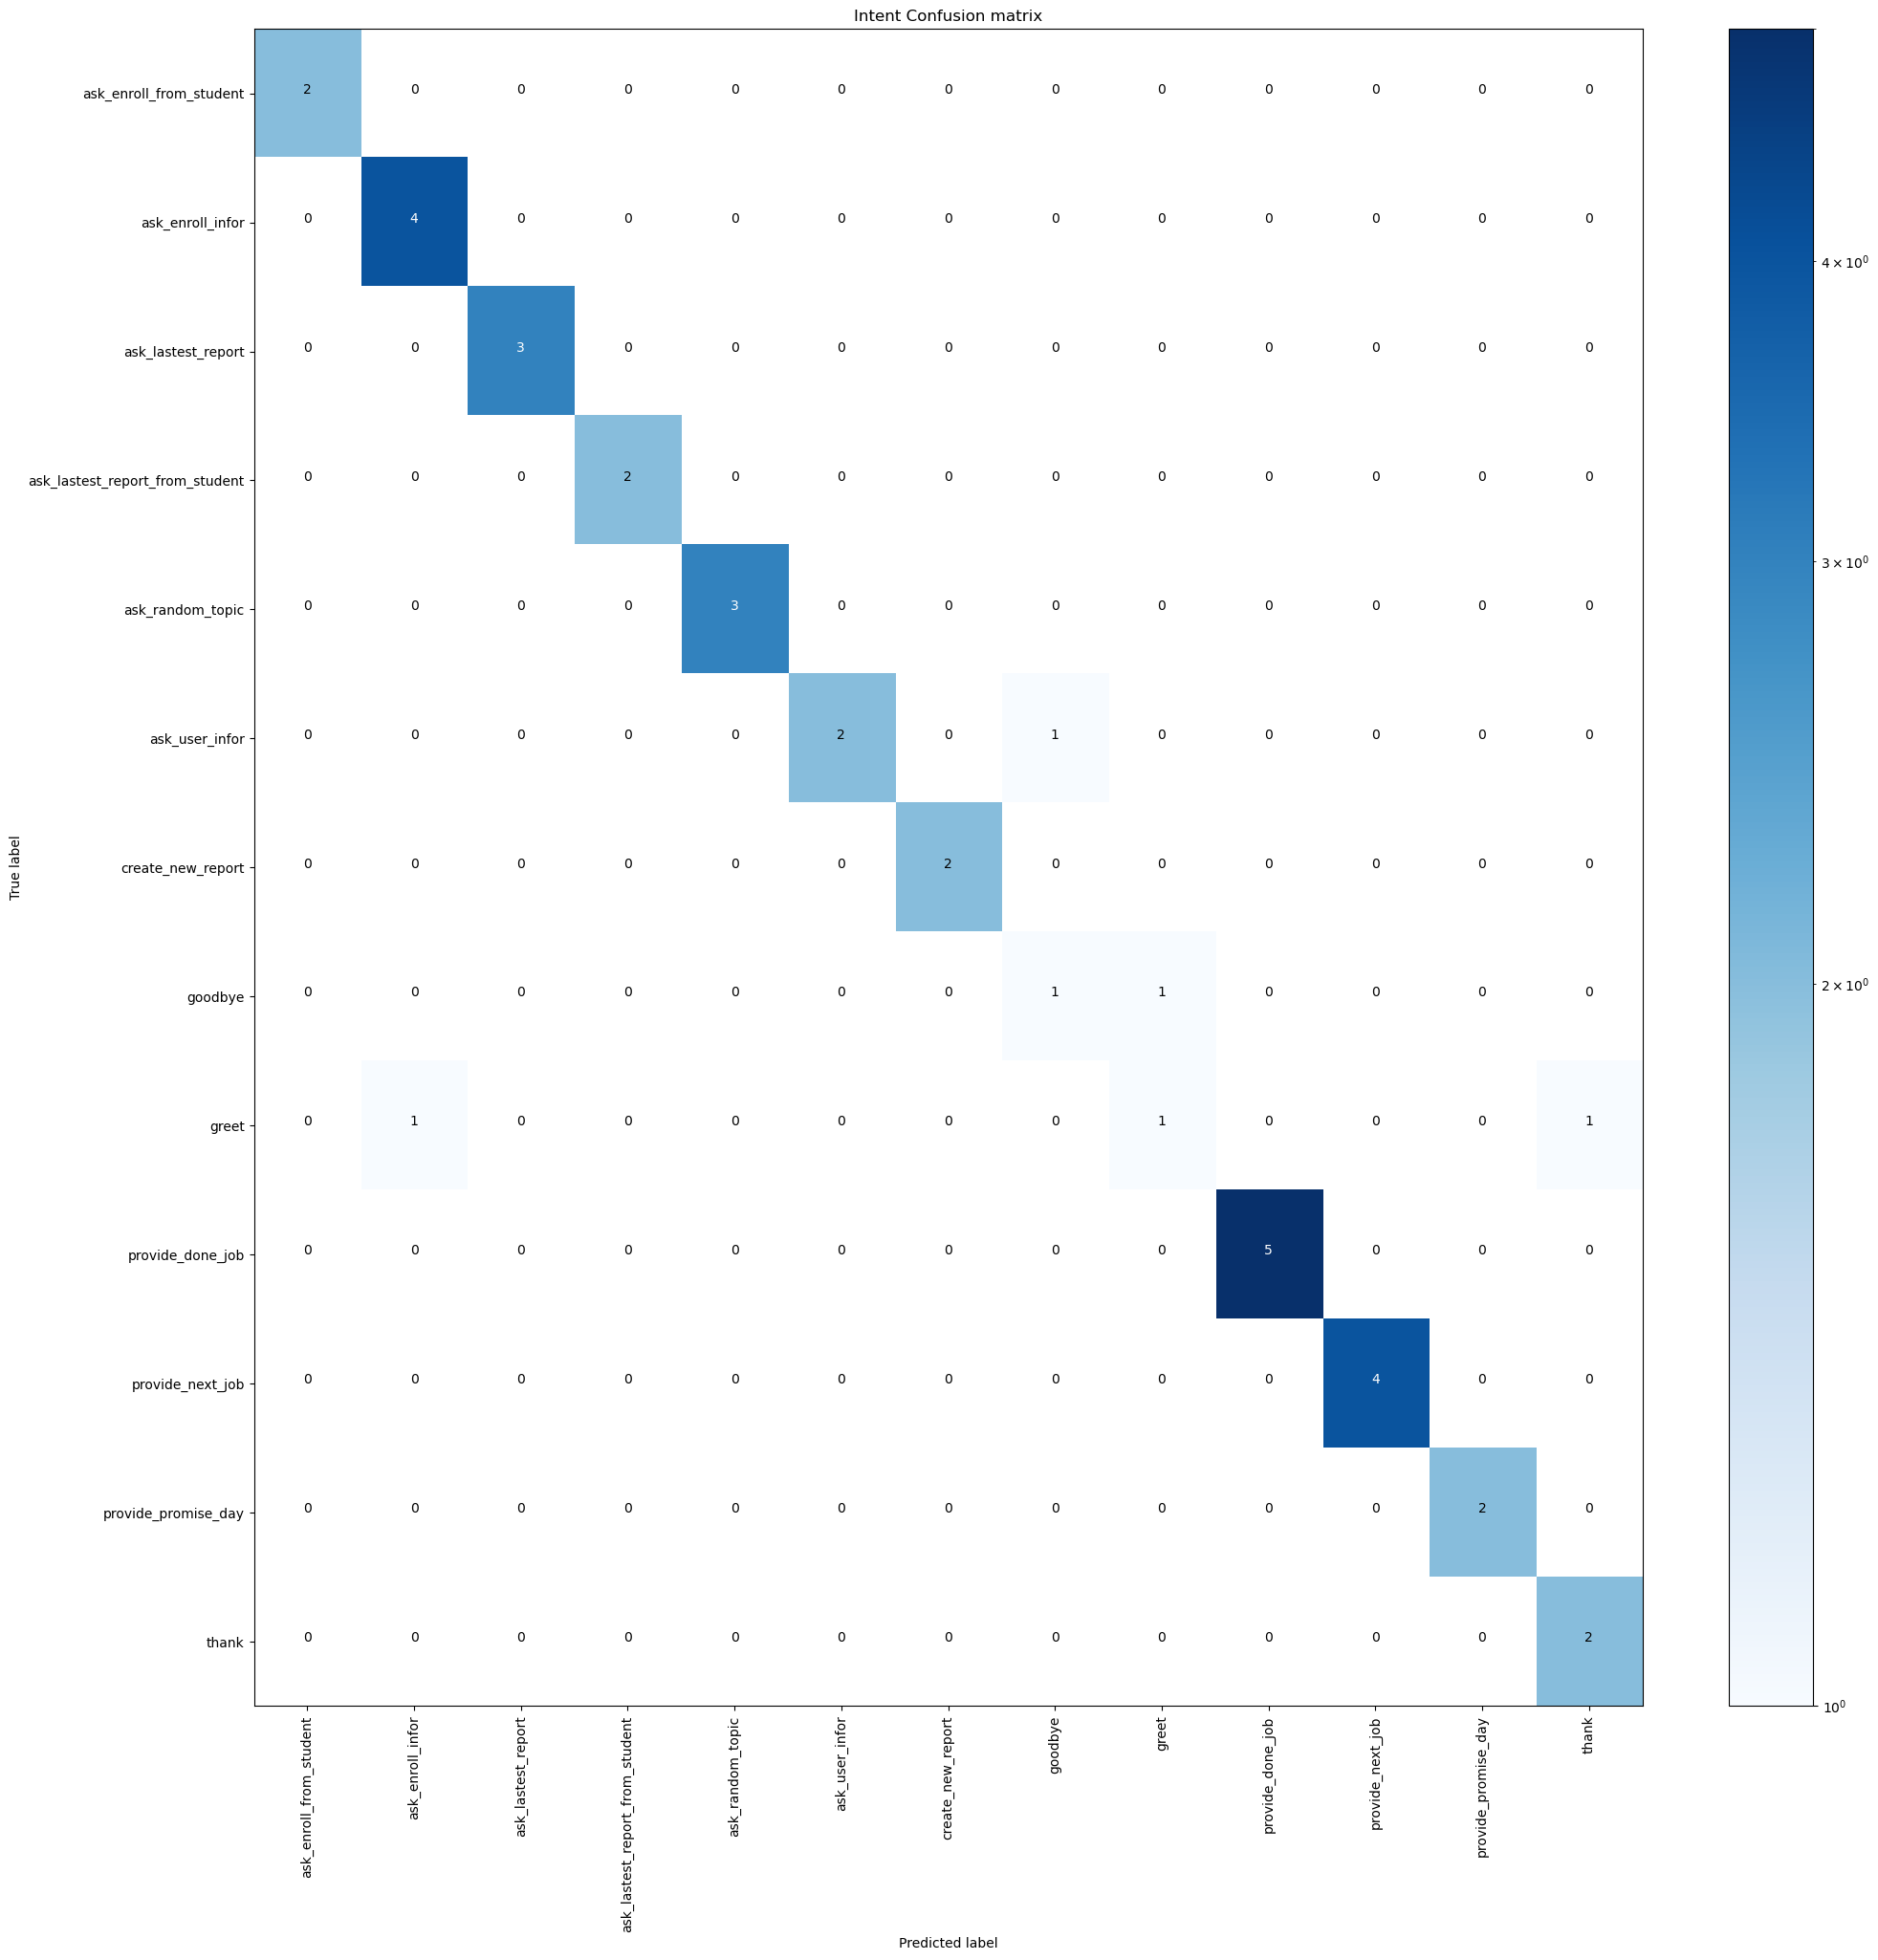 Intent Confusion matrix
True label
ask_enroll_from_student 2 0 0 0 0 0 0 0 0 0 0 0 0
ask_enroll_infor 0 4 0 0 0 0 0 0 0 0 0 0 0
ask_lastest_report 0 0 3 0 0 0 0 0 0 0 0 0 0
ask_lastest_report_from_student 0 0 0 2 0 0 0 0 0 0 0 0 0
ask_random_topic 0 0 0 0 3 0 0 0 0 0 0 0 0
ask_user_infor 0 0 0 0 0 2 0 1 0 0 0 0 0
create_new_report 0 0 0 0 0 0 2 0 0 0 0 0 0
goodbye 0 0 0 0 0 0 0 1 1 0 0 0 0
greet 0 1 0 0 0 0 0 0 1 0 0 0 1
provide_done_job 0 0 0 0 0 0 0 0 0 5 0 0 0
provide_next_job 0 0 0 0 0 0 0 0 0 0 4 0 0
provide_promise_day 0 0 0 0 0 0 0 0 0 0 0 2 0
thank 0 0 0 0 0 0 0 0 0 0 0 0 2
ask_enroll_from_student
ask_enroll_infor
ask_lastest_report
ask_lastest_report_from_student
ask_random_topic
ask_user_infor
create_new_report
goodbye
greet
provide_done_job
provide_next_job
provide_promise_day
thank
Predicted label
4 × 10⁰
3 × 10⁰
2 × 10⁰
10⁰